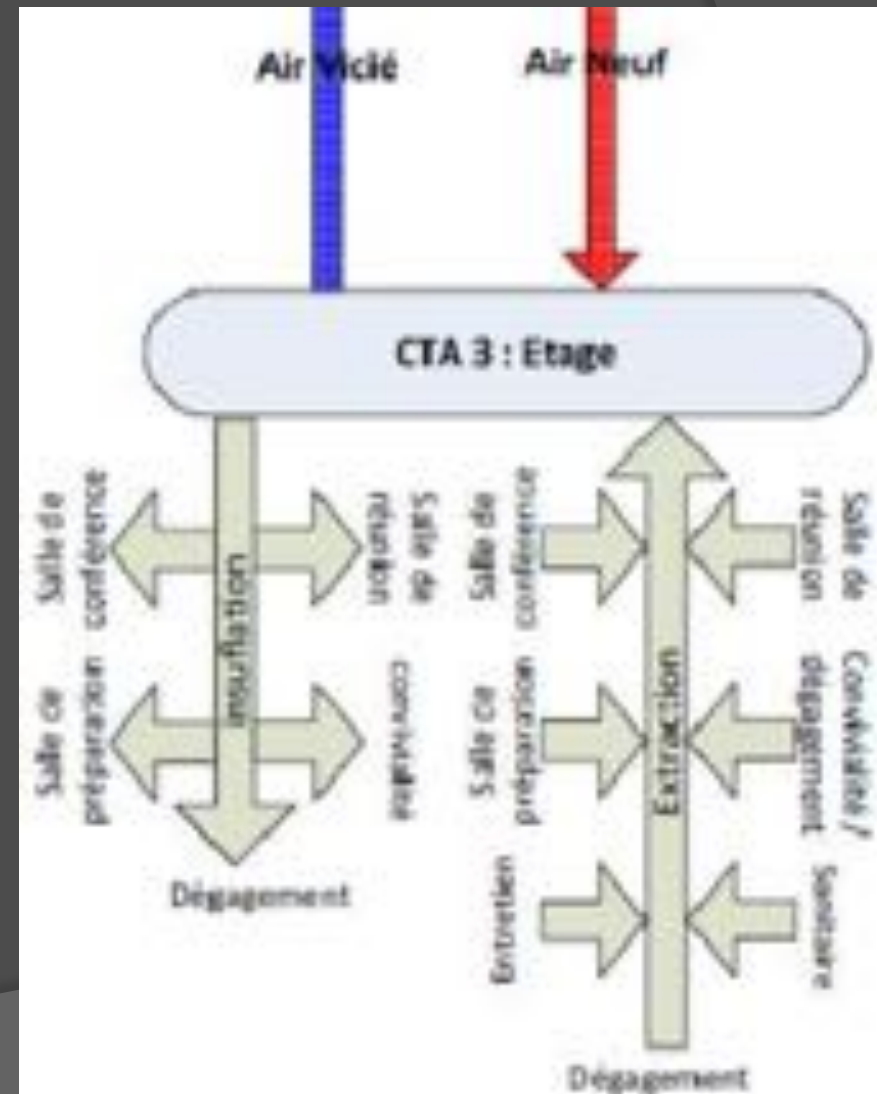 Air Vicié
Air Neuf
CTA 3 : Etage
Salle de
conférence
Salle de
réunion
Salle de
préparation
convivialité
insuflation
Dégagement
Salle de
conférence
Salle de
réunion
Salle de
préparation
Convivialité /
dégagement
Entretien
Sanitaire
Extraction
Dégagement